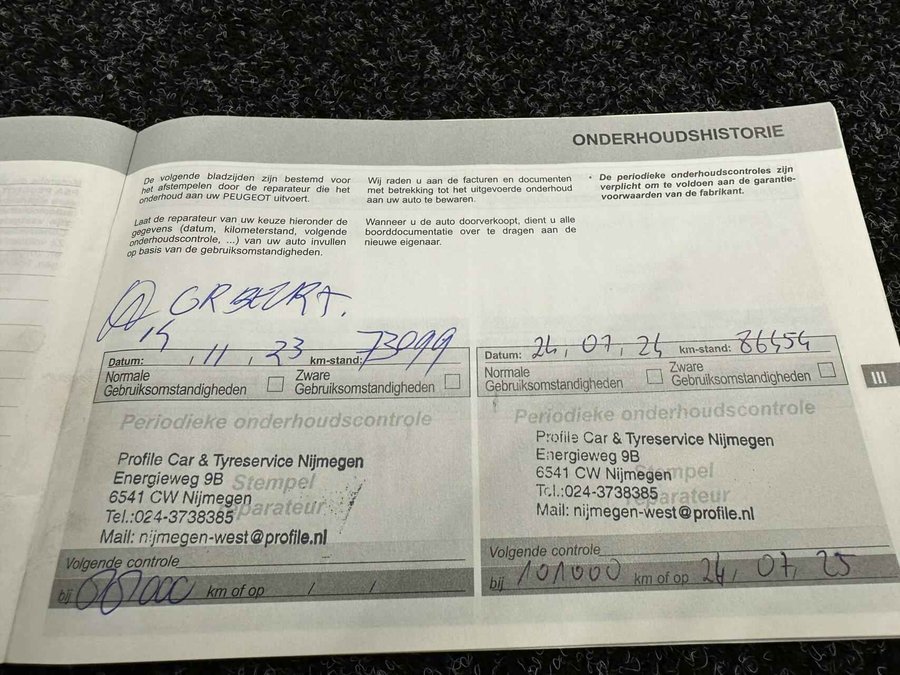 ONDERHOUDSHISTORIE
De volgende bladzijden zijn bestemd voor
het afstempelen door de reparateur die het
onderhoud aan uw PEUGEOT uitvoert.
Laat de reparateur van uw keuze hieronder de
gegevens (datum, kilometerstand, volgende
onderhoudscontrole, ...) van uw auto invullen
op basis van de gebruiksomstandigheden.
Wij raden u aan de facturen en documenten
met betrekking tot het uitgevoerde onderhoud
aan uw auto te bewaren.
Wanneer u de auto doorverkoopt, dient u alle
boorddocumentatie over te dragen aan de
nieuwe eigenaar.
• De periodieke onderhoudscontroles zijn
verplicht om te voldoen aan de garantie-
voorwaarden van de fabrikant.
GR BEURT.
Datum: 14, 11, 23 km-stand: 73099
Normale
Gebruiksomstandigheden
Zware
Gebruiksomstandigheden
Periodieke onderhoudscontrole
Profile Car & Tyreservice Nijmegen
Energieweg 9B
Stempel
6541 CW Nijmegen
reparateur
Tel.:024-3738385
Mail: nijmegen-west@profile.nl
Volgende controle
bij 88000 km of op / /
Datum: 24, 07, 24 km-stand: 86454
Normale
Gebruiksomstandigheden
Zware
Gebruiksomstandigheden
Periodieke onderhoudscontrole
Profile Car & Tyreservice Nijmegen
Energieweg 9B
6541 CW Nijmegen
Stempel
Tel.:024-3738385
reparateur
Mail: nijmegen-west@profile.nl
Volgende controle
bij 101000 km of op 24, 07, 25
III